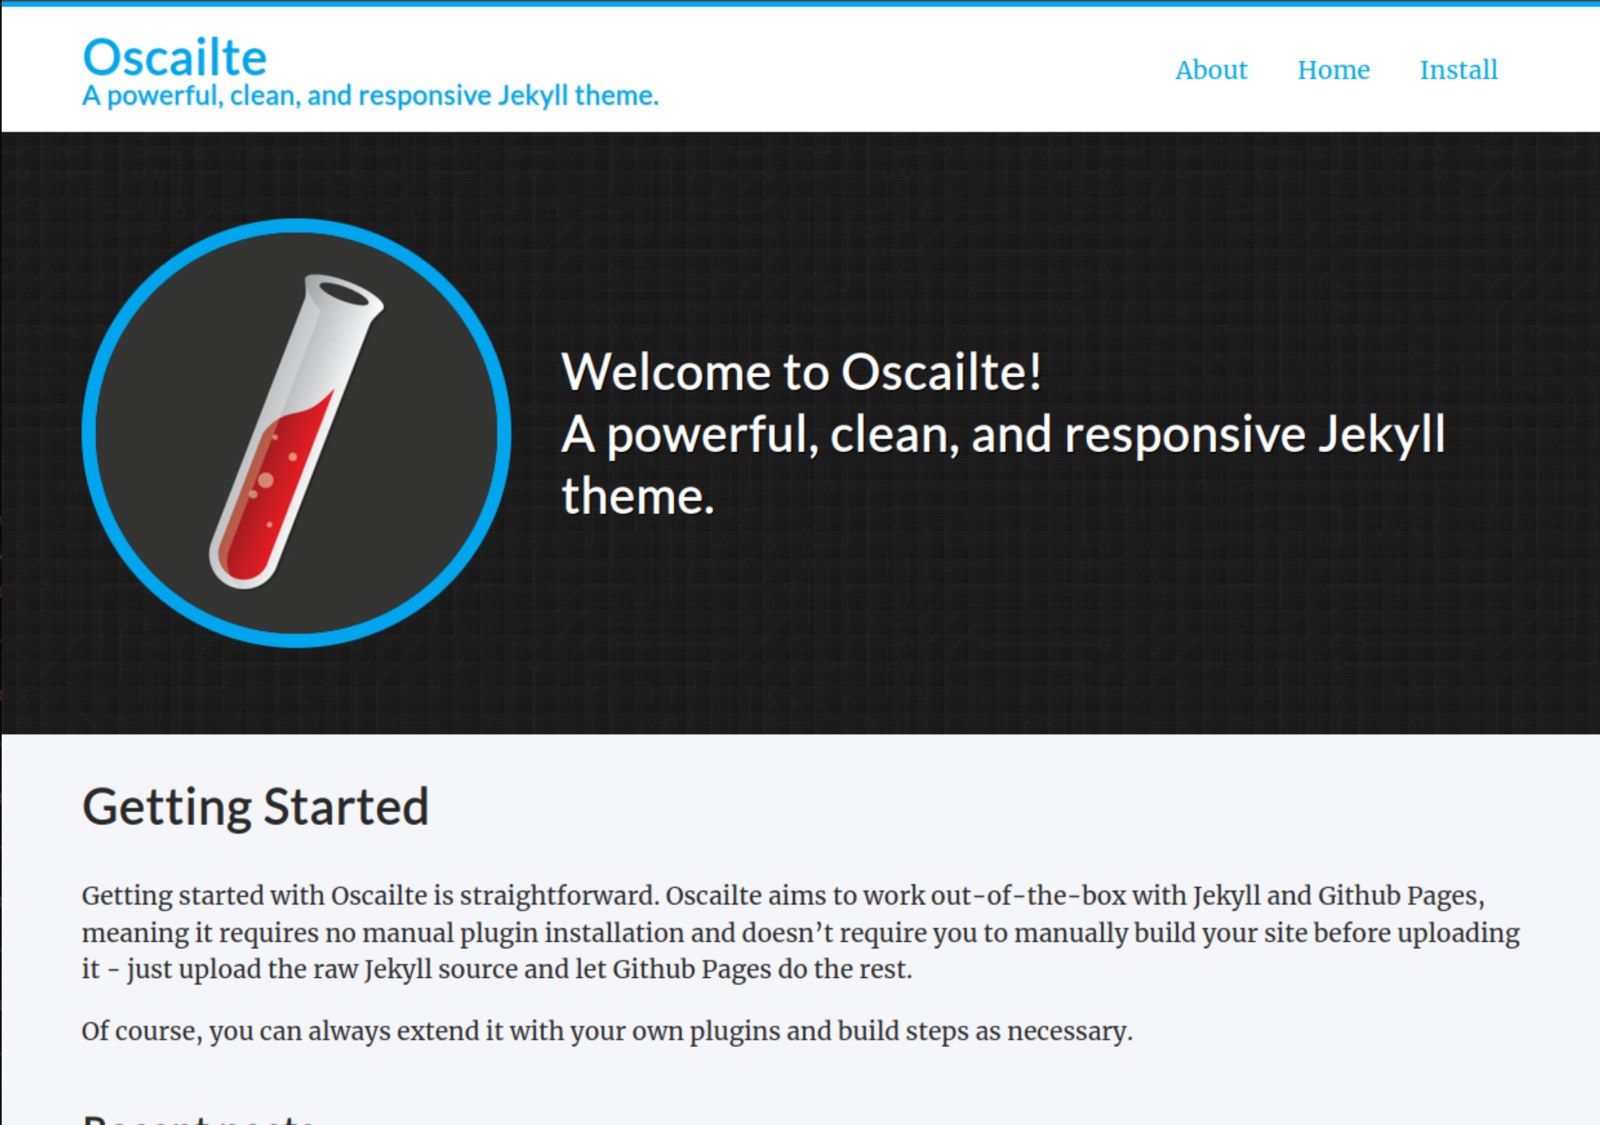 Oscailte
A powerful, clean, and responsive Jekyll theme.
About Home Install
Welcome to Oscailte!
A powerful, clean, and responsive Jekyll
theme.
Getting Started
Getting started with Oscailte is straightforward. Oscailte aims to work out-of-the-box with Jekyll and Github Pages,
meaning it requires no manual plugin installation and doesn’t require you to manually build your site before uploading
it – just upload the raw Jekyll source and let Github Pages do the rest.
Of course, you can always extend it with your own plugins and build steps as necessary.
Recent posts